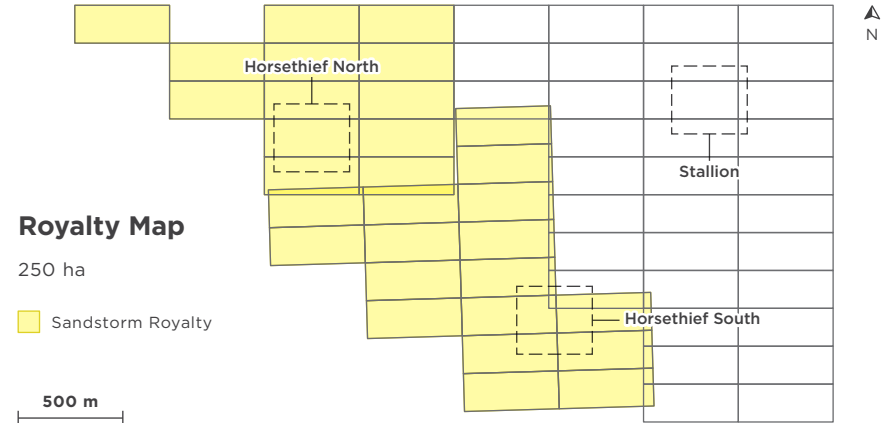 N
Horsethief North
Stallion
Royalty Map
250 ha
Sandstorm Royalty
Horsethief South
500 m